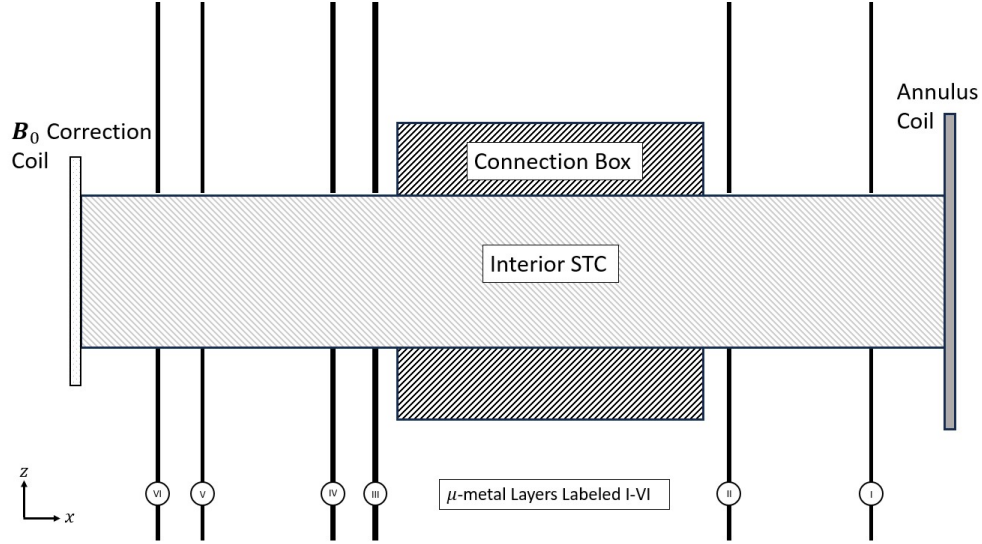 Annulus
Coil
B₀ Correction
Coil
Connection Box
Interior STC
z
x
VI
V
IV
III
μ-metal Layers Labeled I-VI
II
I